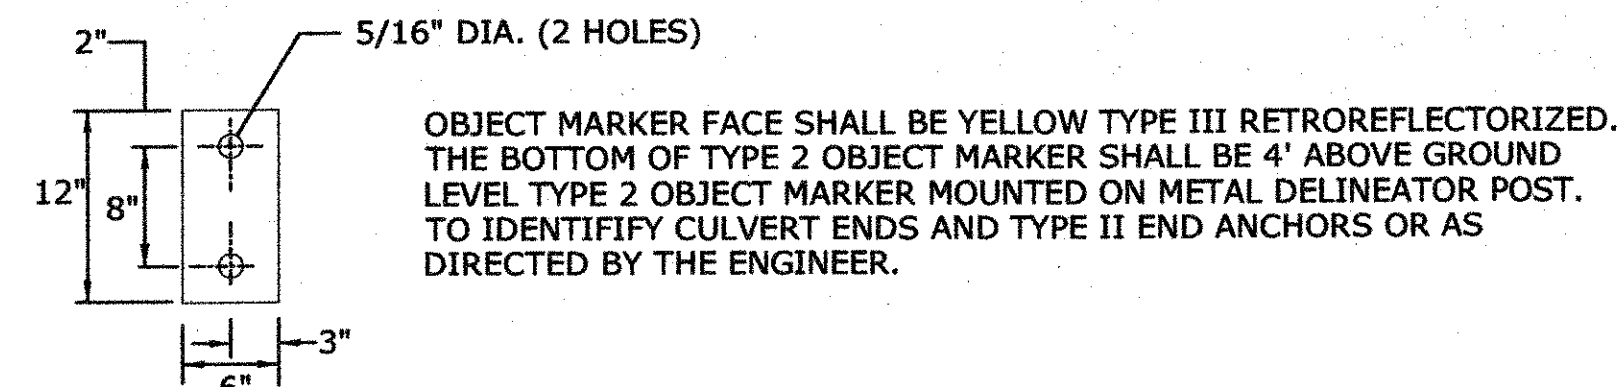 2"
5/16" DIA. (2 HOLES)
OBJECT MARKER FACE SHALL BE YELLOW TYPE III RETROREFLECTORIZED.
THE BOTTOM OF TYPE 2 OBJECT MARKER SHALL BE 4' ABOVE GROUND
LEVEL TYPE 2 OBJECT MARKER MOUNTED ON METAL DELINEATOR POST.
TO IDENTIFIFY CULVERT ENDS AND TYPE II END ANCHORS OR AS
DIRECTED BY THE ENGINEER.
12"
8"
3"
6"